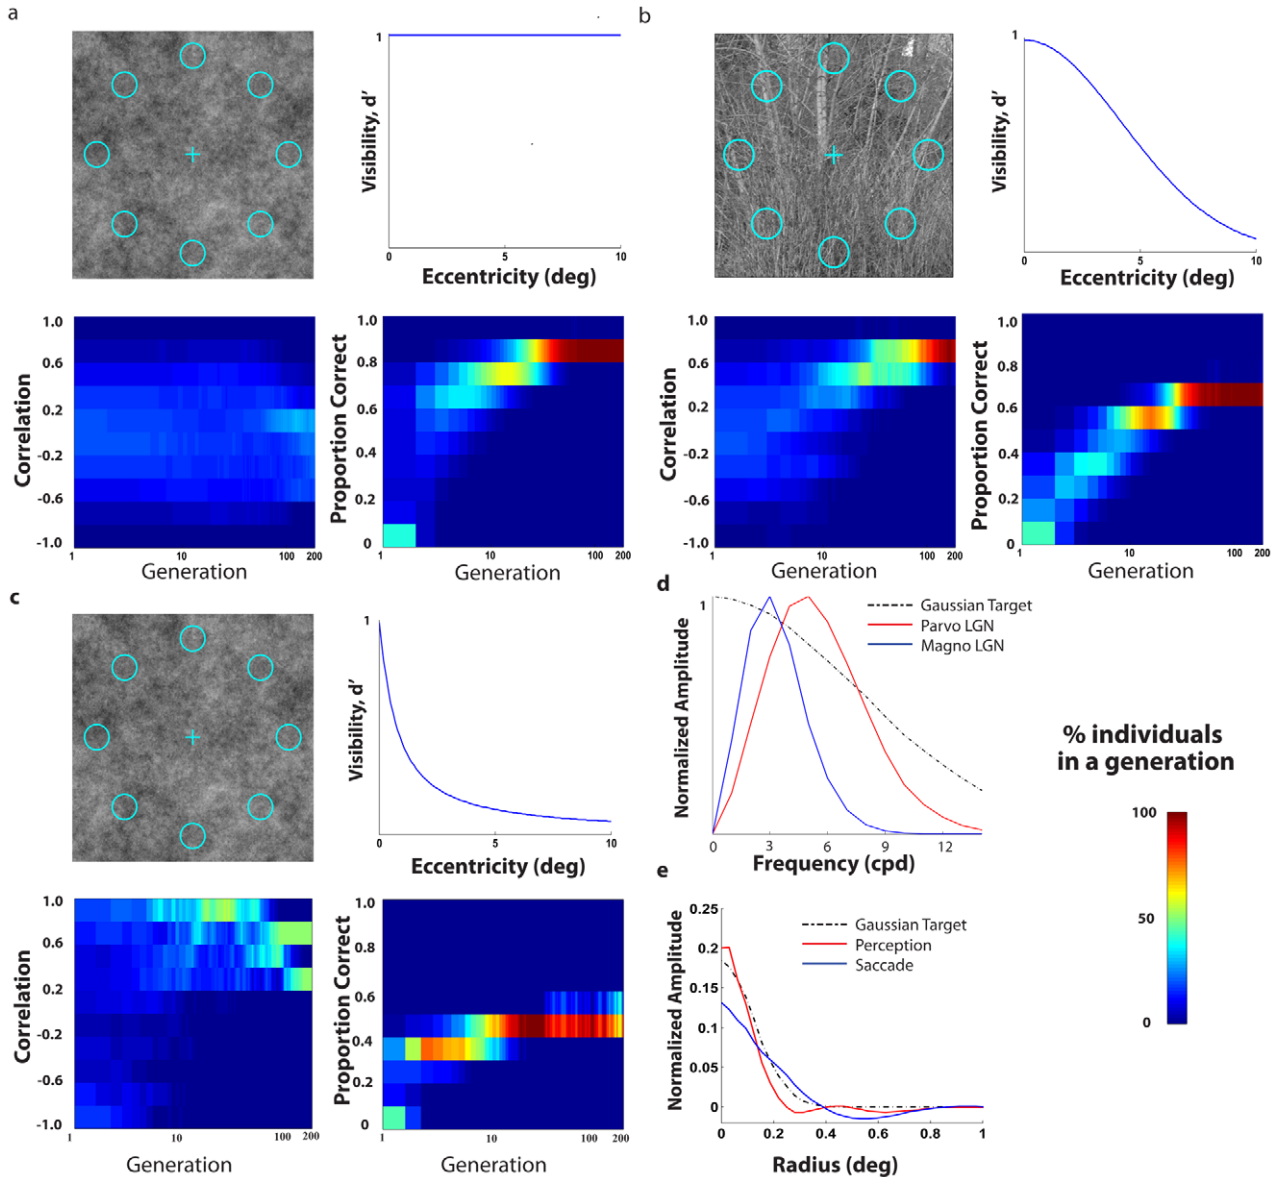 a
1
Visibility, d'
0
5
10
Eccentricity (deg)
1.0
0.6
0.2
-0.2
-0.6
-1.0
Correlation
1
10
100
200
Generation
1.0
0.8
0.6
0.4
0.2
0
Proportion Correct
1
10
100
200
Generation
b
1
Visibility, d'
0
5
10
Eccentricity (deg)
1.0
0.6
0.2
-0.2
-0.6
-1.0
Correlation
1
10
100
200
Generation
1.0
0.8
0.6
0.4
0.2
0
Proportion Correct
1
10
100
200
Generation
c
1
Visibility, d'
0
5
10
Eccentricity (deg)
1.0
0.6
0.2
-0.2
-0.6
-1.0
Correlation
1
10
100
200
Generation
1.0
0.8
0.6
0.4
0.2
0
Proportion Correct
1
10
100
200
Generation
d
1
Normalized Amplitude
Gaussian Target
Parvo LGN
Magno LGN
0
3
6
9
12
Frequency (cpd)
e
0.25
0.2
0.15
0.1
0.05
0
Normalized Amplitude
Gaussian Target
Perception
Saccade
0
0.2
0.4
0.6
0.8
1
Radius (deg)
% individuals
in a generation
100
50
0